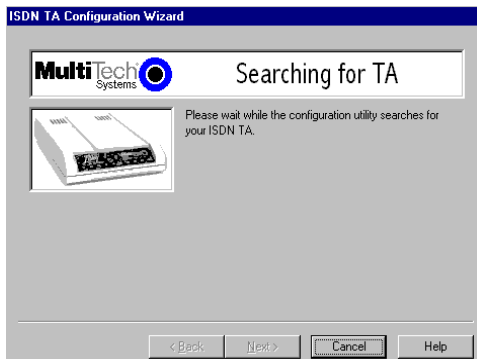 ISDN TA Configuration Wizard
MultiTech
Systems
Searching for TA
Please wait while the configuration utility searches for
your ISDN TA.
< Back
Next >
Cancel
Help